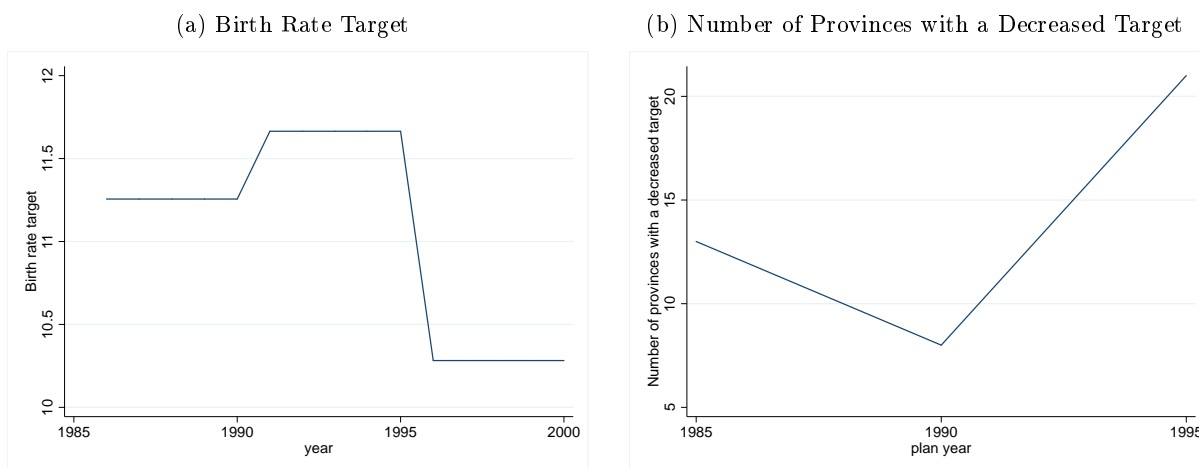 (a) Birth Rate Target
Birth rate target
12
11.5
11
10.5
10
1985 1990 1995 2000
year
(b) Number of Provinces with a Decreased Target
Number of provinces with a decreased target
20
15
10
5
1985 1990 1995
plan year